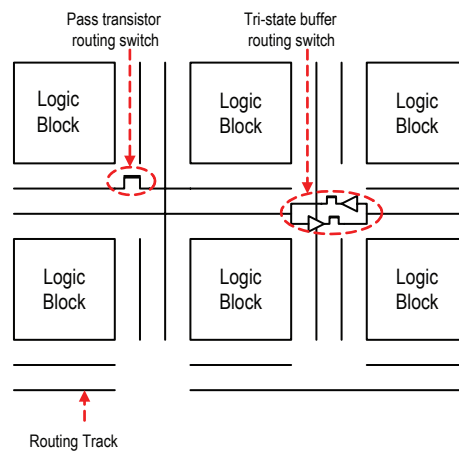 Pass transistor
routing switch
Tri-state buffer
routing switch
Logic
Block
Logic
Block
Logic
Block
Logic
Block
Logic
Block
Logic
Block
Routing Track